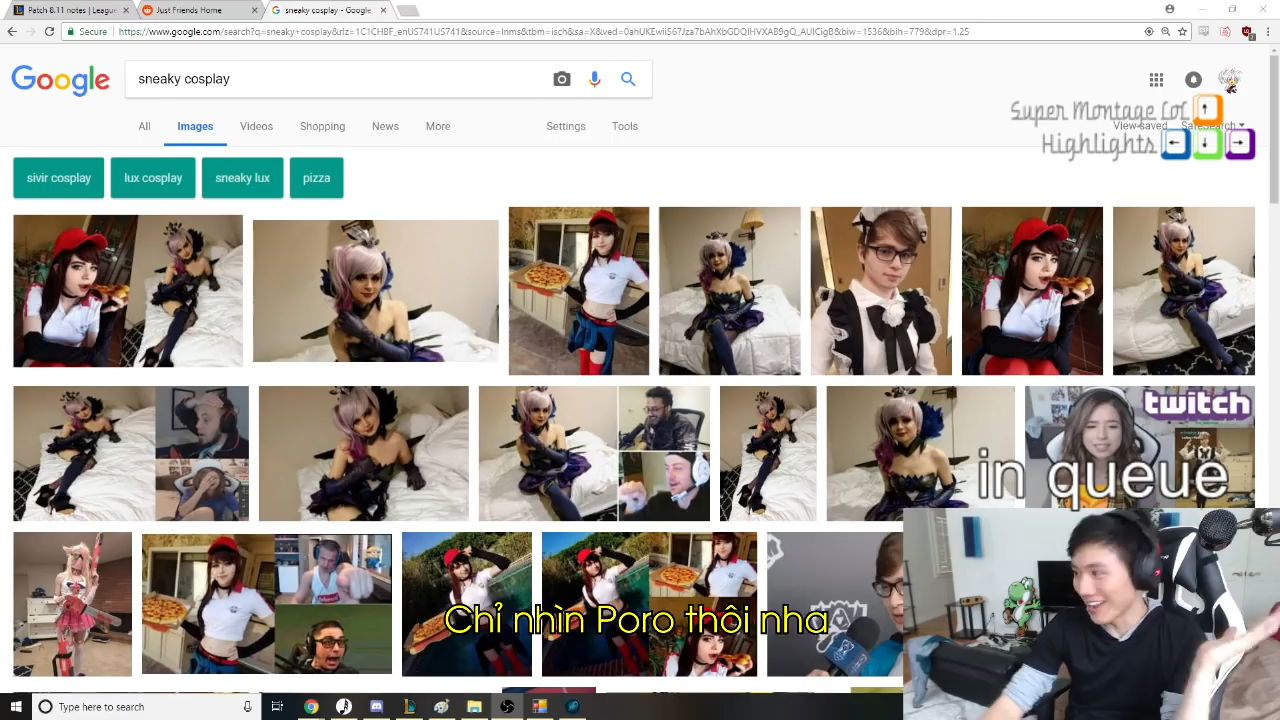 Patch 8.11 notes | Leagu
Just Friends Home
sneaky cosplay - Google
Secure
https://www.google.com/search?q=sneaky+cosplay&rlz=1C1CHBF_enUS741US741&source=lnms&tbm=isch&sa=X&ved=0ahUKEwii567Jza7bAhXbGDQIHVXAB9gQ_AUICigB&biw=1536&bih=779&dpr=1.25
Google
sneaky cosplay
All
Images
Videos
Shopping
News
More
Settings
Tools
View saved
SafeSearch
Super Montage LoL
Highlights
sivir cosplay
lux cosplay
sneaky lux
pizza
twitch
in queue
Chỉ nhìn Poro thôi nha
Type here to search